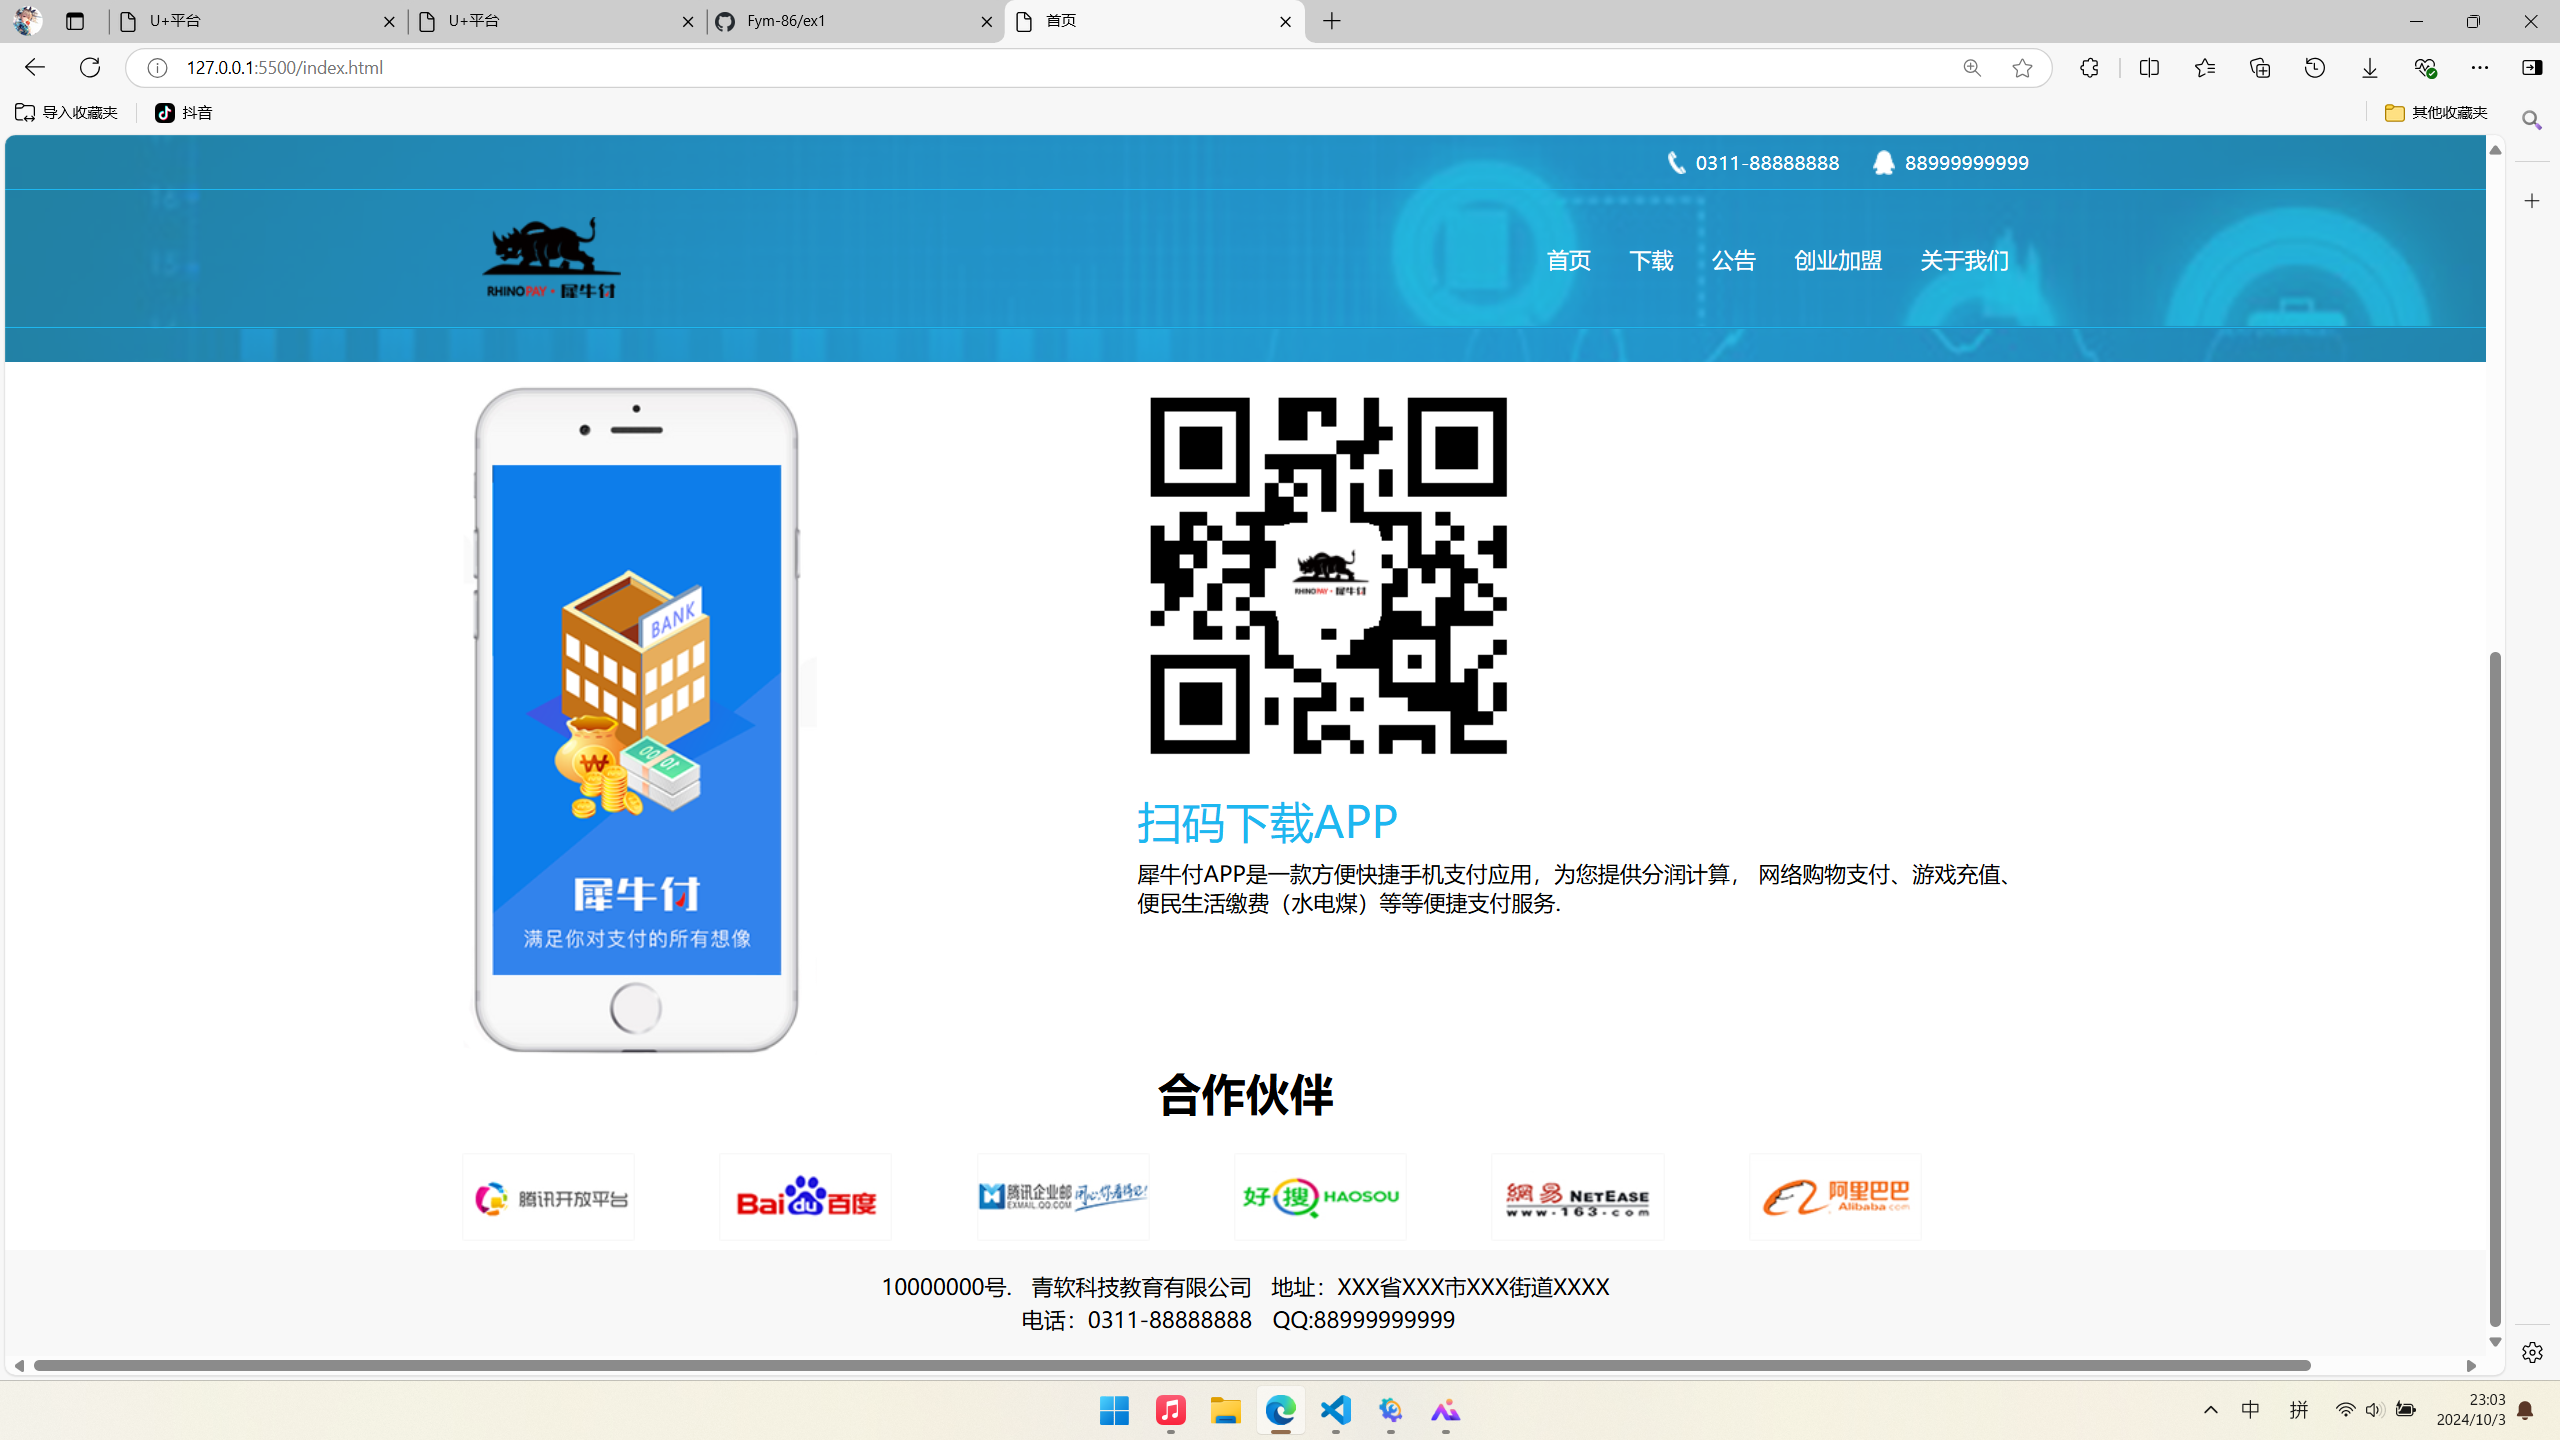 U+平台
U+平台
Fym-86/ex1
首页
127.0.0.1:5500/index.html
导入收藏夹
抖音
其他收藏夹
0311-88888888
88999999999
RHINOPAY·犀牛付
首页
下载
公告
创业加盟
关于我们
BANK
犀牛付
满足你对支付的所有想像
RHINOPAY·犀牛付
扫码下载APP
犀牛付APP是一款方便快捷手机支付应用，为您提供分润计算， 网络购物支付、游戏充值、
便民生活缴费（水电煤）等等便捷支付服务.
合作伙伴
腾讯开放平台
Bai du 百度
腾讯企业邮
EXMAIL.QQ.COM
开心,你看得见!
好搜 HAOSOU
網易 NETEASE
www.163.com
阿里巴巴
Alibaba.com
10000000号. 青软科技教育有限公司 地址：XXX省XXX市XXX街道XXXX
电话：0311-88888888 QQ:88999999999
中
拼
23:03
2024/10/3